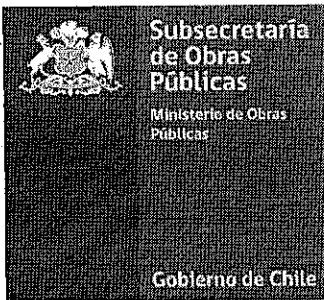 Subsecretaría
de Obras
Públicas
Ministerio de Obras
Públicas
Gobierno de Chile